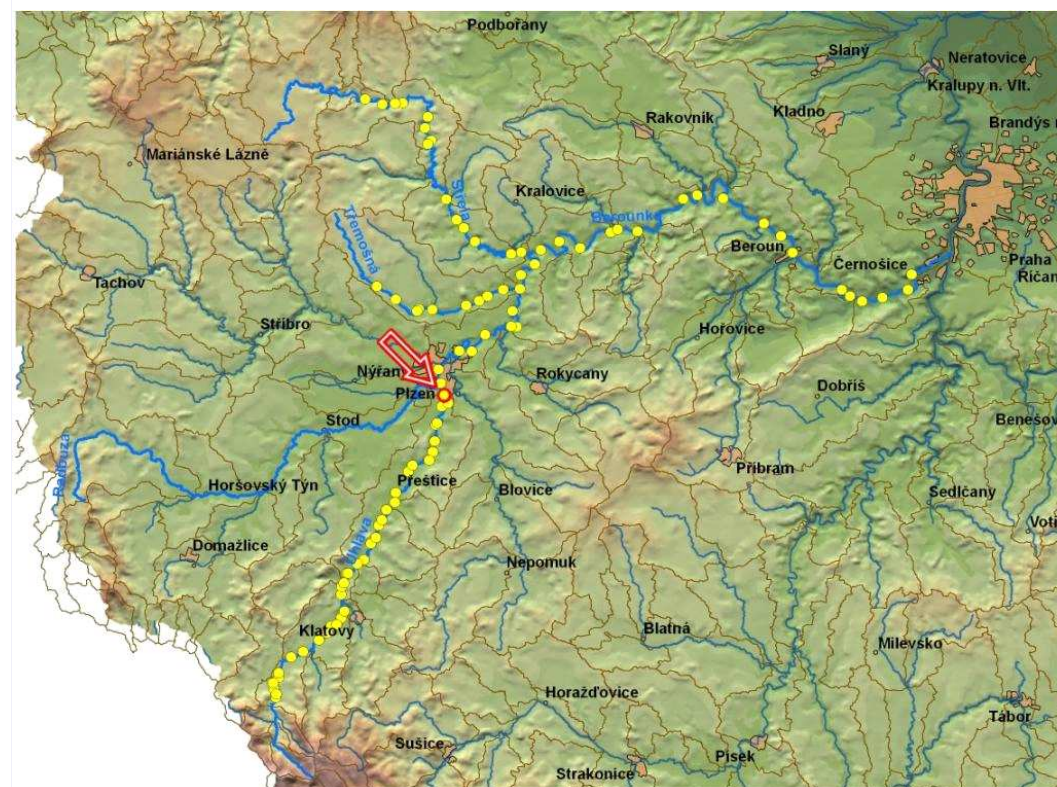 Podbořany
Slaný
Neratovice
Kralupy n. Vlt.
Kladno
Rakovník
Brandýs n
Mariánské Lázně
Kralovice
Střela
Berounka
Třemošná
Beroun
Černošice
Praha
Říčan
Tachov
Stříbro
Hořovice
Nýřany
Rokycany
Plzeň
Dobříš
Stod
Benešov
Radbuza
Příbram
Horšovský Týn
Přeštice
Blovice
Sedlčany
Votic
Úhlava
Domažlice
Nepomuk
Klatovy
Blatná
Milevsko
Horažďovice
Tábor
Sušice
Písek
Strakonice